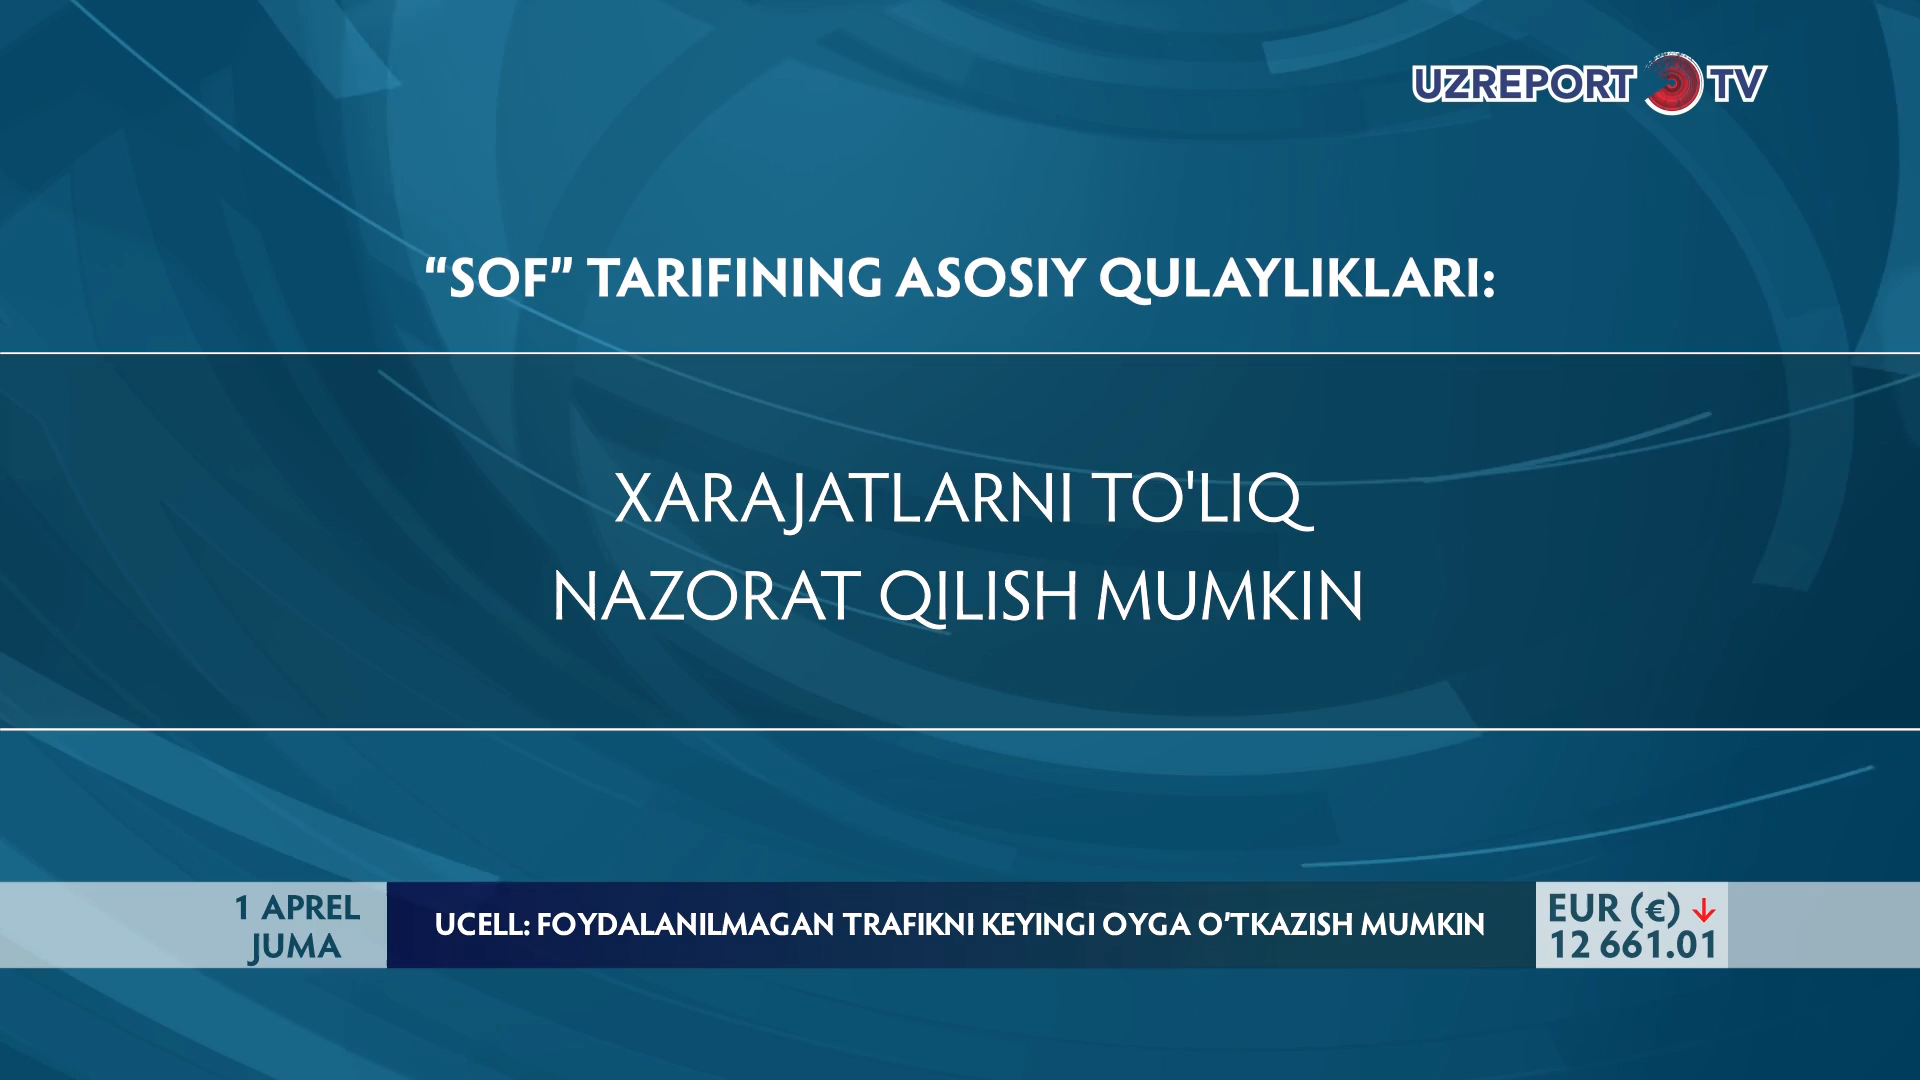 UZREPORT TV
“SOF” TARIFINING ASOSIY QULAYLIKLARI:
XARAJATLARNI TO'LIQ
NAZORAT QILISH MUMKIN
1 APREL
JUMA
UCELL: FOYDALANILMAGAN TRAFIKNI KEYINGI OYGA O'TKAZISH MUMKIN
EUR (€) ↓
12 661.01